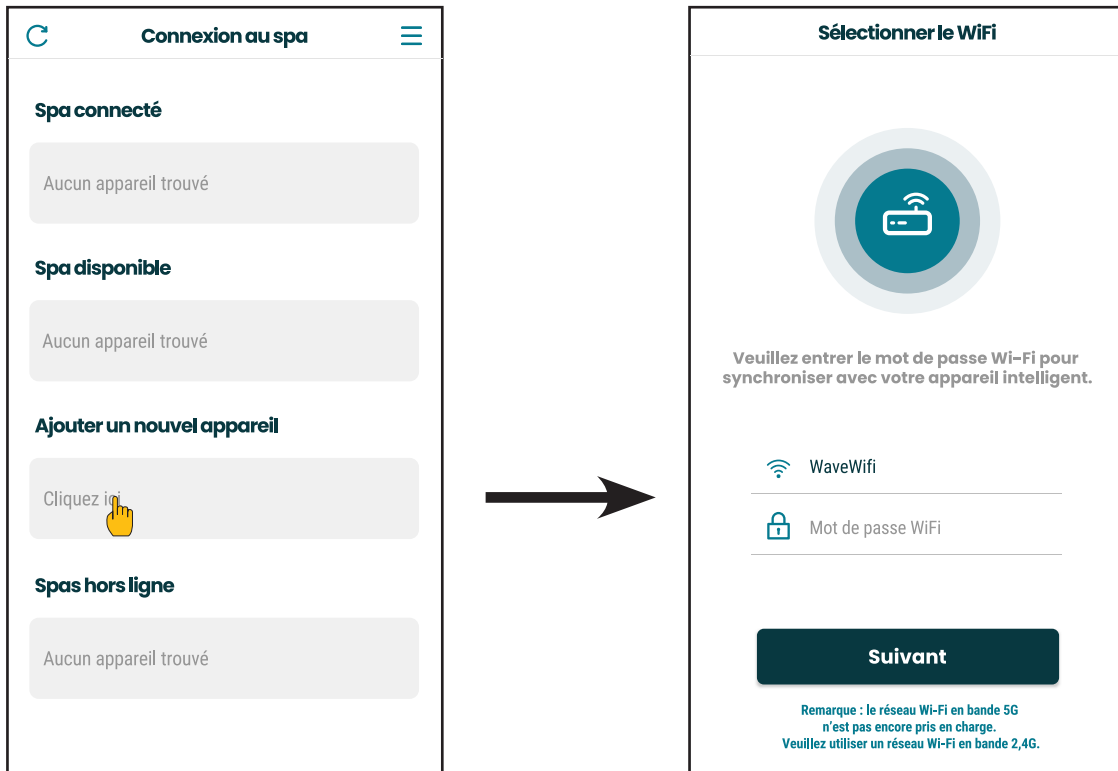 Connexion au spa
Spa connecté
Aucun appareil trouvé
Spa disponible
Aucun appareil trouvé
Ajouter un nouvel appareil
Cliquez ici
Spas hors ligne
Aucun appareil trouvé
Sélectionner le WiFi
Veuillez entrer le mot de passe Wi-Fi pour
synchroniser avec votre appareil intelligent.
WaveWifi
Mot de passe WiFi
Suivant
Remarque : le réseau Wi-Fi en bande 5G
n'est pas encore pris en charge.
Veuillez utiliser un réseau Wi-Fi en bande 2,4G.